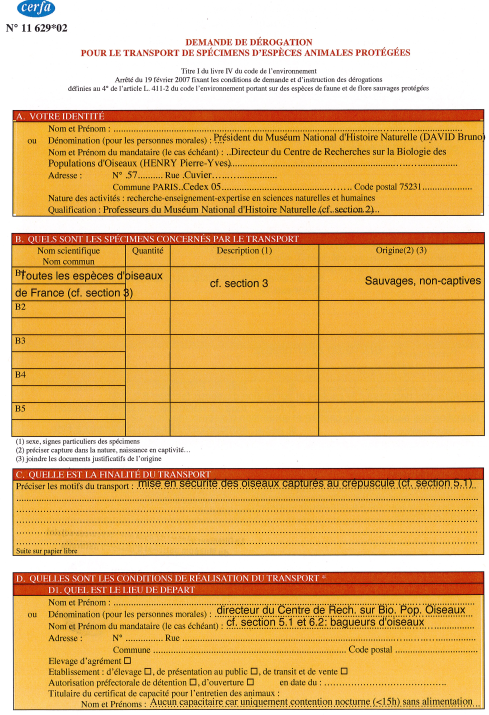 cerfa
N° 11 629*02
DEMANDE DE DÉROGATION
POUR LE TRANSPORT DE SPÉCIMENS D'ESPÈCES ANIMALES PROTÉGÉES
Titre I du livre IV du code de l'environnement
Arrêté du 19 février 2007 fixant les conditions de demande et d'instruction des dérogations
définies au 4° de l'article L. 411-2 du code l'environnement portant sur des espèces de faune et de flore sauvages protégées
A. VOTRE IDENTITÉ
Nom et Prénom :
ou Dénomination (pour les personnes morales) : Président du Muséum National d'Histoire Naturelle (DAVID Bruno)
Nom et Prénom du mandataire (le cas échéant) : ..Directeur du Centre de Recherches sur la Biologie des
Populations d'Oiseaux (HENRY Pierre-Yves)
Adresse : N° .57.......... Rue .Cuvier
Commune PARIS..Cedex 05 Code postal 75231
Nature des activités : recherche-enseignement-expertise en sciences naturelles et humaines
Qualification : Professeurs du Muséum National d'Histoire Naturelle (cf. section 2)
B. QUELS SONT LES SPÉCIMENS CONCERNÉS PAR LE TRANSPORT
Nom scientifique Quantité Description (1) Origine(2) (3)
Nom commun
B1 Toutes les espèces d'oiseaux
de France (cf. section 3) cf. section 3 Sauvages, non-captives
B2
B3
B4
B5
(1) sexe, signes particuliers des spécimens
(2) préciser capture dans la nature, naissance en captivité…
(3) joindre les documents justificatifs de l'origine
C. QUELLE EST LA FINALITÉ DU TRANSPORT
Préciser les motifs du transport : mise en sécurité des oiseaux capturés au crépuscule (cf. section 5.1)
Suite sur papier libre
D. QUELLES SONT LES CONDITIONS DE RÉALISATION DU TRANSPORT *
D1. QUEL EST LE LIEU DE DEPART
Nom et Prénom :
ou Dénomination (pour les personnes morales) : directeur du Centre de Rech. sur Bio. Pop. Oiseaux
Nom et Prénom du mandataire (le cas échéant) : cf. section 5.1 et 6.2: bagueurs d'oiseaux
Adresse : N° ............. Rue
Commune Code postal
Elevage d'agrément ☐
Etablissement : d'élevage ☐, de présentation au public ☐, de transit et de vente ☐
Autorisation préfectorale de détention ☐, d'ouverture ☐ en date du :
Titulaire du certificat de capacité pour l'entretien des animaux :
Nom et Prénoms : Aucun capacitaire car uniquement contention nocturne (<15h) sans alimentation